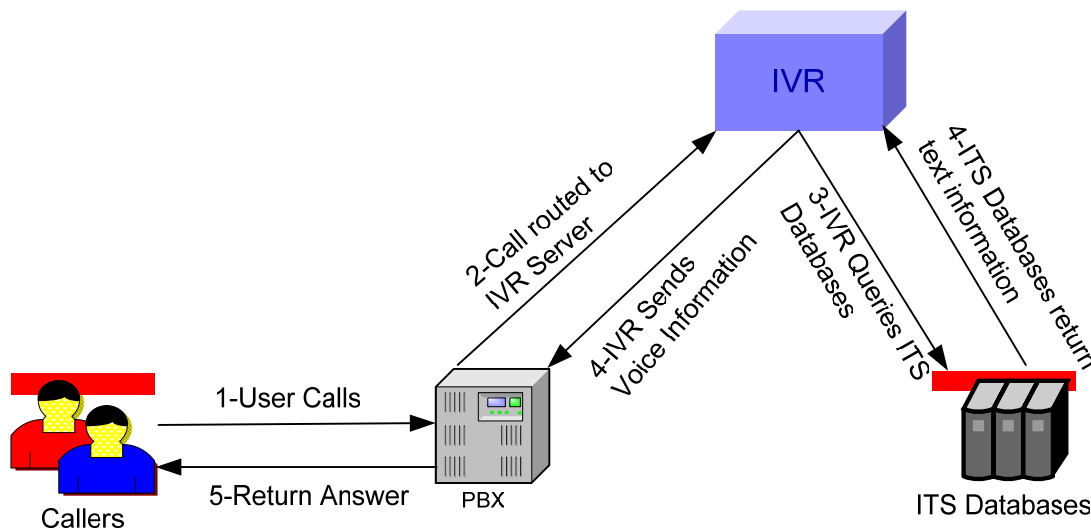 IVR
2-Call routed to
IVR Server
4-IVR Sends
Voice Information
3-IVR Queries ITS
Databases
4-ITS Databases return
text information
1-User Calls
5-Return Answer
Callers
PBX
ITS Databases